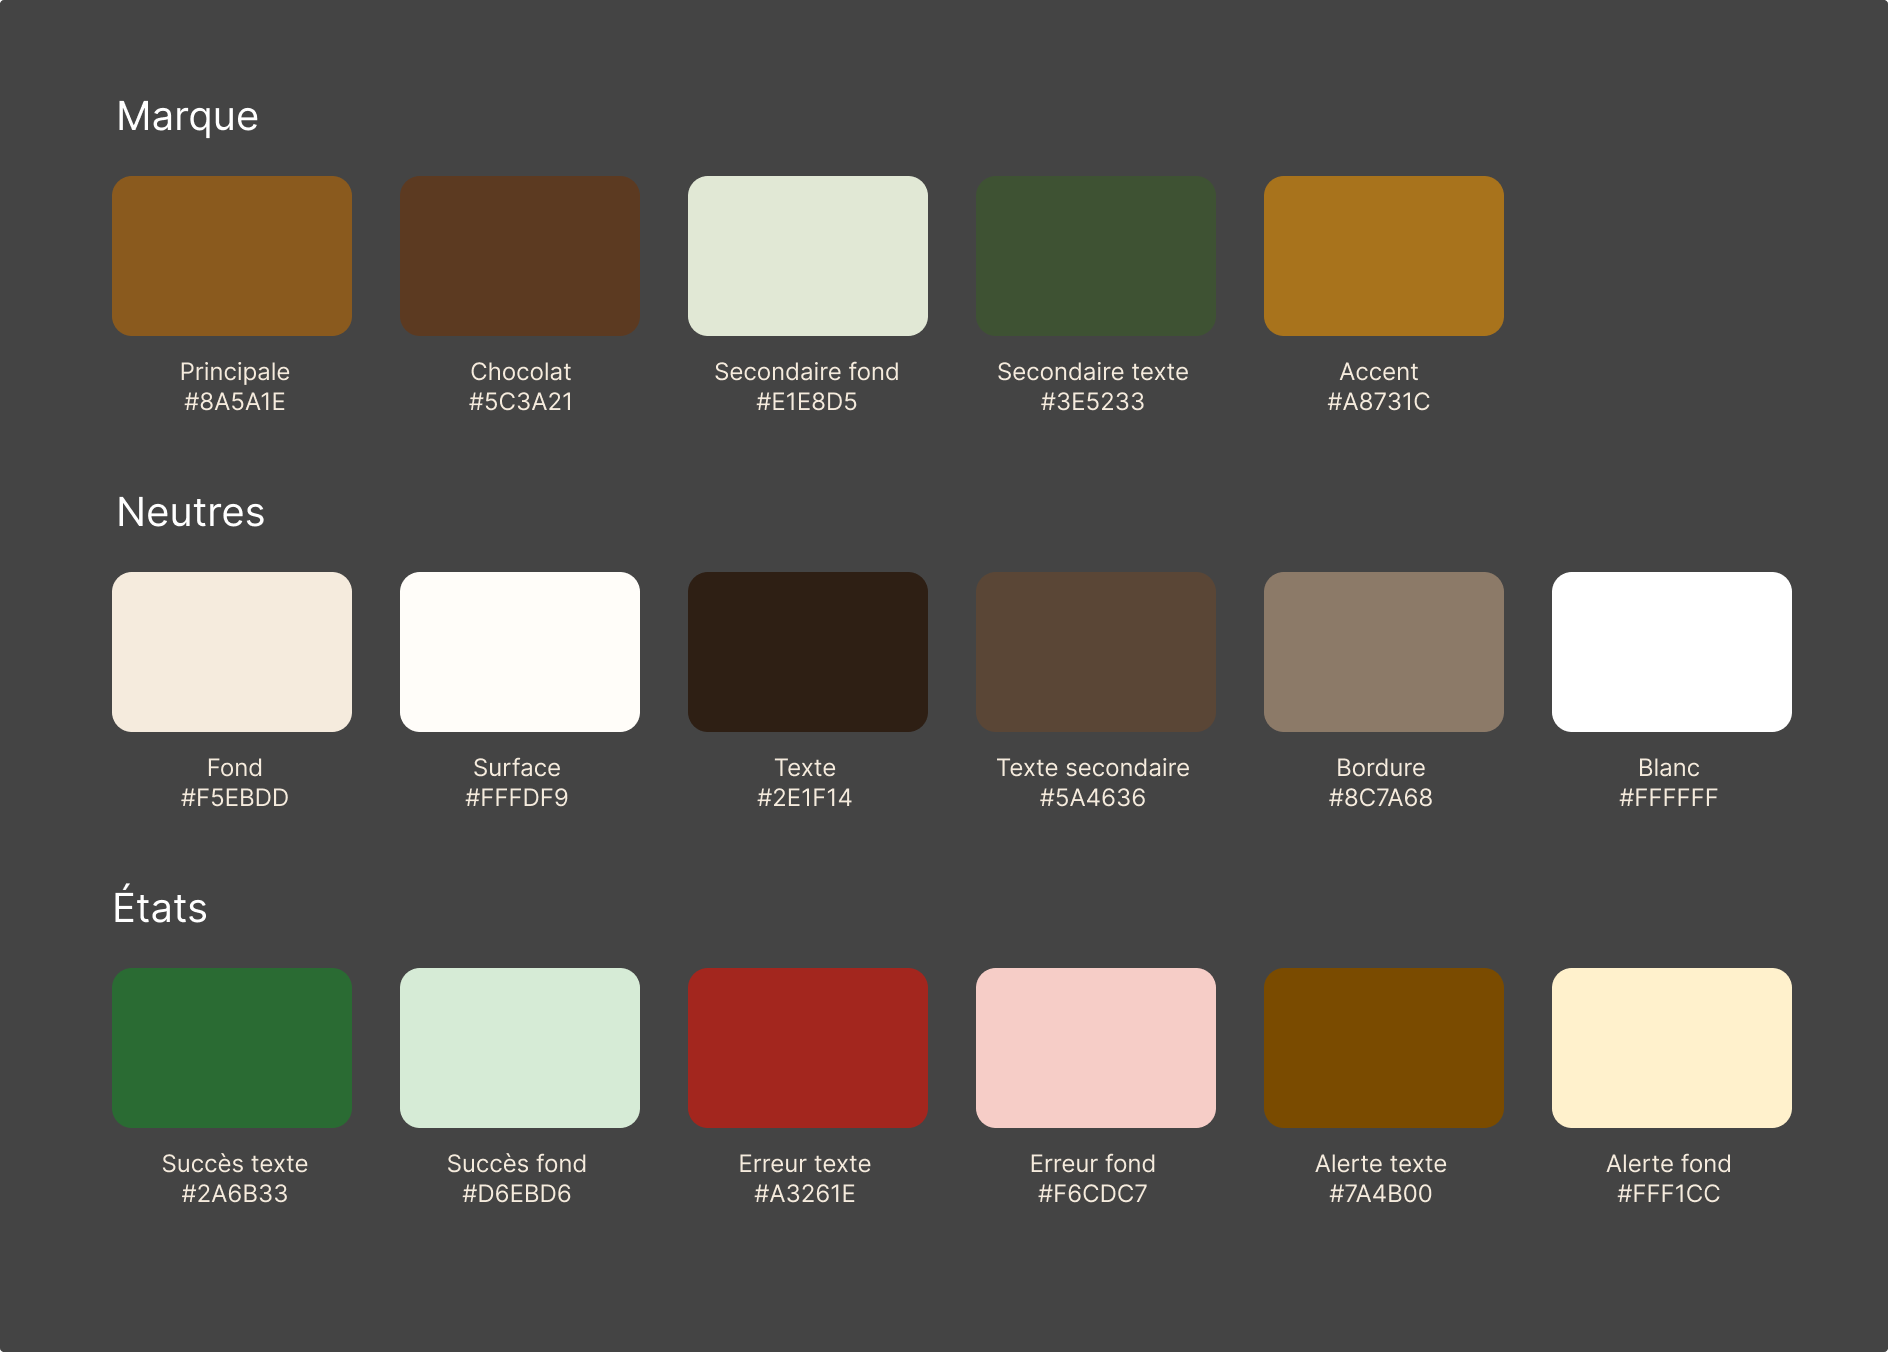 Marque
Principale
#8A5A1E
Chocolat
#5C3A21
Secondaire fond
#E1E8D5
Secondaire texte
#3E5233
Accent
#A8731C
Neutres
Fond
#F5EBDD
Surface
#FFFDF9
Texte
#2E1F14
Texte secondaire
#5A4636
Bordure
#8C7A68
Blanc
#FFFFFF
États
Succès texte
#2A6B33
Succès fond
#D6EBD6
Erreur texte
#A3261E
Erreur fond
#F6CDC7
Alerte texte
#7A4B00
Alerte fond
#FFF1CC